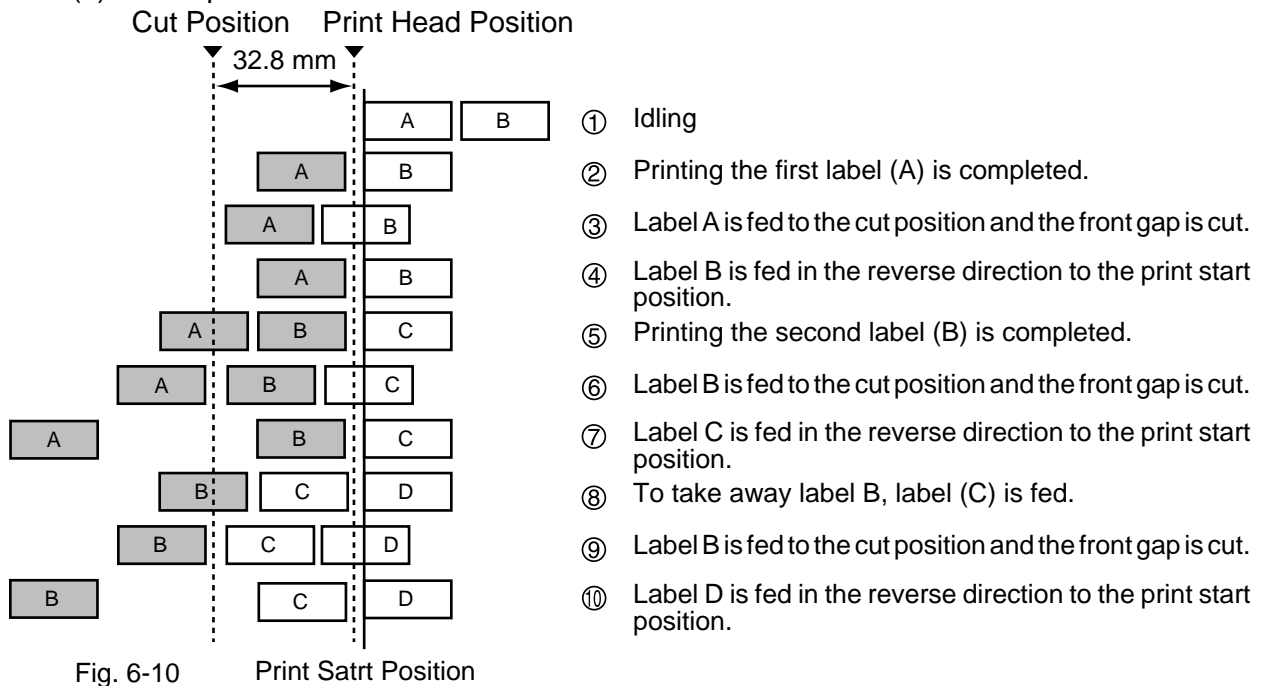 Cut Position Print Head Position
32.8 mm
A B ① Idling
A B ② Printing the first label (A) is completed.
A B ③ Label A is fed to the cut position and the front gap is cut.
A B ④ Label B is fed in the reverse direction to the print start
position.
A B C ⑤ Printing the second label (B) is completed.
A B C ⑥ Label B is fed to the cut position and the front gap is cut.
A B C ⑦ Label C is fed in the reverse direction to the print start
position.
B C D ⑧ To take away label B, label (C) is fed.
B C D ⑨ Label B is fed to the cut position and the front gap is cut.
B C D ⑩ Label D is fed in the reverse direction to the print start
position.
Fig. 6-10 Print Satrt Position